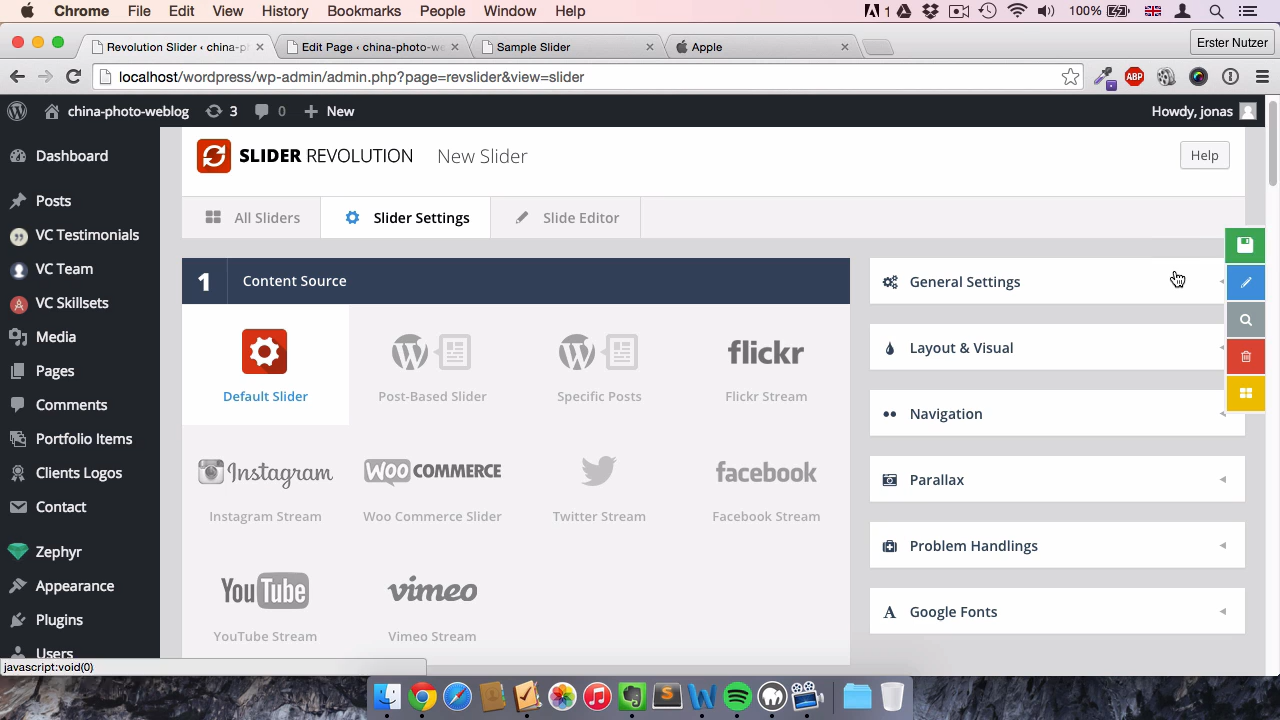 Chrome File Edit View History Bookmarks People Window Help 1 100%
Revolution Slider ‹ china-p Edit Page ‹ china-photo-we Sample Slider Apple Erster Nutzer
localhost/wordpress/wp-admin/admin.php?page=revslider&view=slider ABP
china-photo-weblog 3 0 New Howdy, jonas
Dashboard
Posts
VC Testimonials
VC Team
VC Skillsets
Media
Pages
Comments
Portfolio Items
Clients Logos
Contact
Zephyr
Appearance
Plugins
Users
SLIDER REVOLUTION New Slider Help
All Sliders Slider Settings Slide Editor
1 Content Source
Default Slider Post-Based Slider Specific Posts flickr Flickr Stream
Instagram WOOCOMMERCE facebook
Instagram Stream Woo Commerce Slider Twitter Stream Facebook Stream
YouTube vimeo
YouTube Stream Vimeo Stream
General Settings
Layout & Visual
Navigation
Parallax
Problem Handlings
Google Fonts
javascript:void(0)